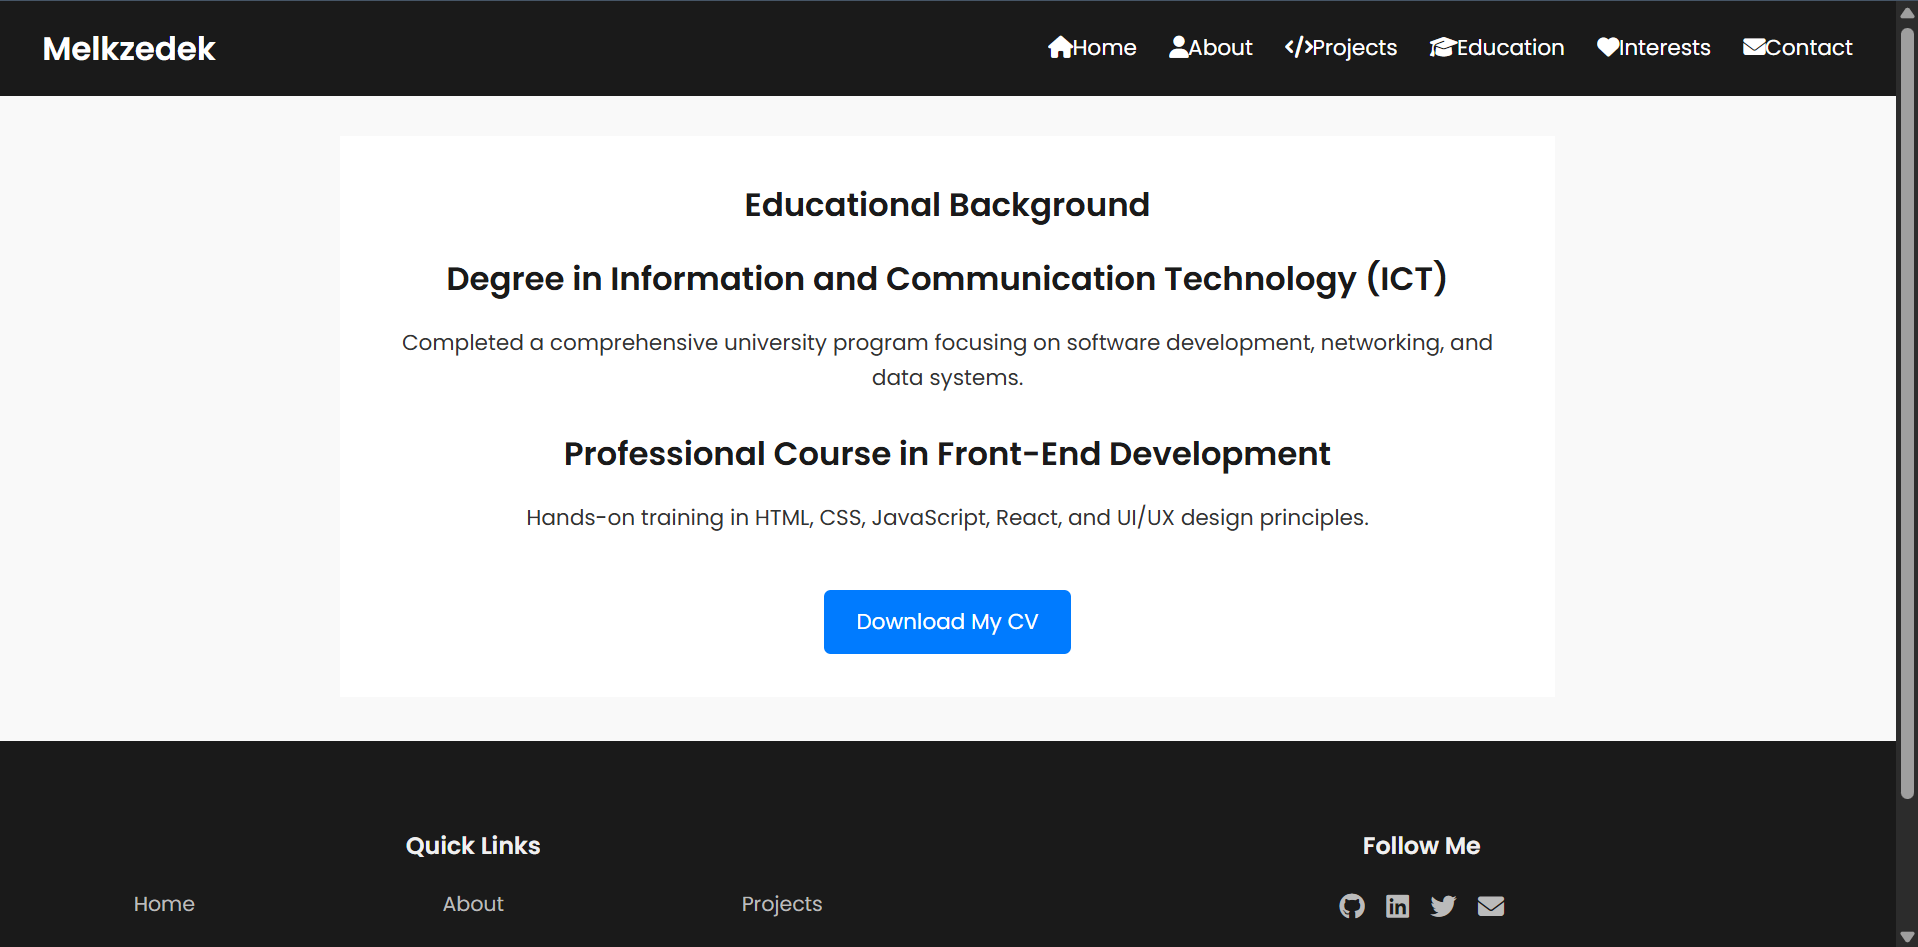 Melkzedek
Home About Projects Education Interests Contact
Educational Background
Degree in Information and Communication Technology (ICT)
Completed a comprehensive university program focusing on software development, networking, and
data systems.
Professional Course in Front-End Development
Hands-on training in HTML, CSS, JavaScript, React, and UI/UX design principles.
Download My CV
Quick Links
Home About Projects
Follow Me